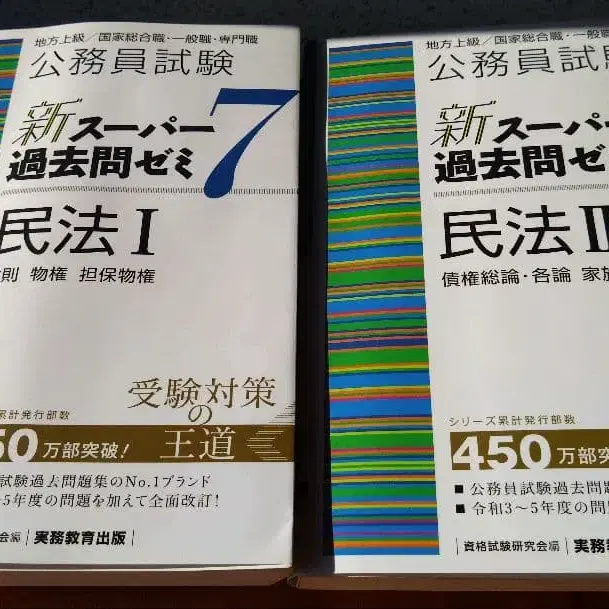 地方上級／国家総合職・一般職・専門職
公務員試験
新スーパー
過去問ゼミ7
民法Ⅰ
則 物権 担保物権
受験対策
の
王道
累計発行部数
50万部突破！
試験過去問題集のNo.1ブランド
～5年度の問題を加えて全面改訂！
会編｜実務教育出版｜
地方上級／国家総合職・一般職
公務員試験
新スーパー
過去問ゼ
民法Ⅱ
債権総論・各論 家族
シリーズ累計発行部数
450万部突
■ 公務員試験過去問題
■ 令和3～5年度の問
｜資格試験研究会編｜実務教